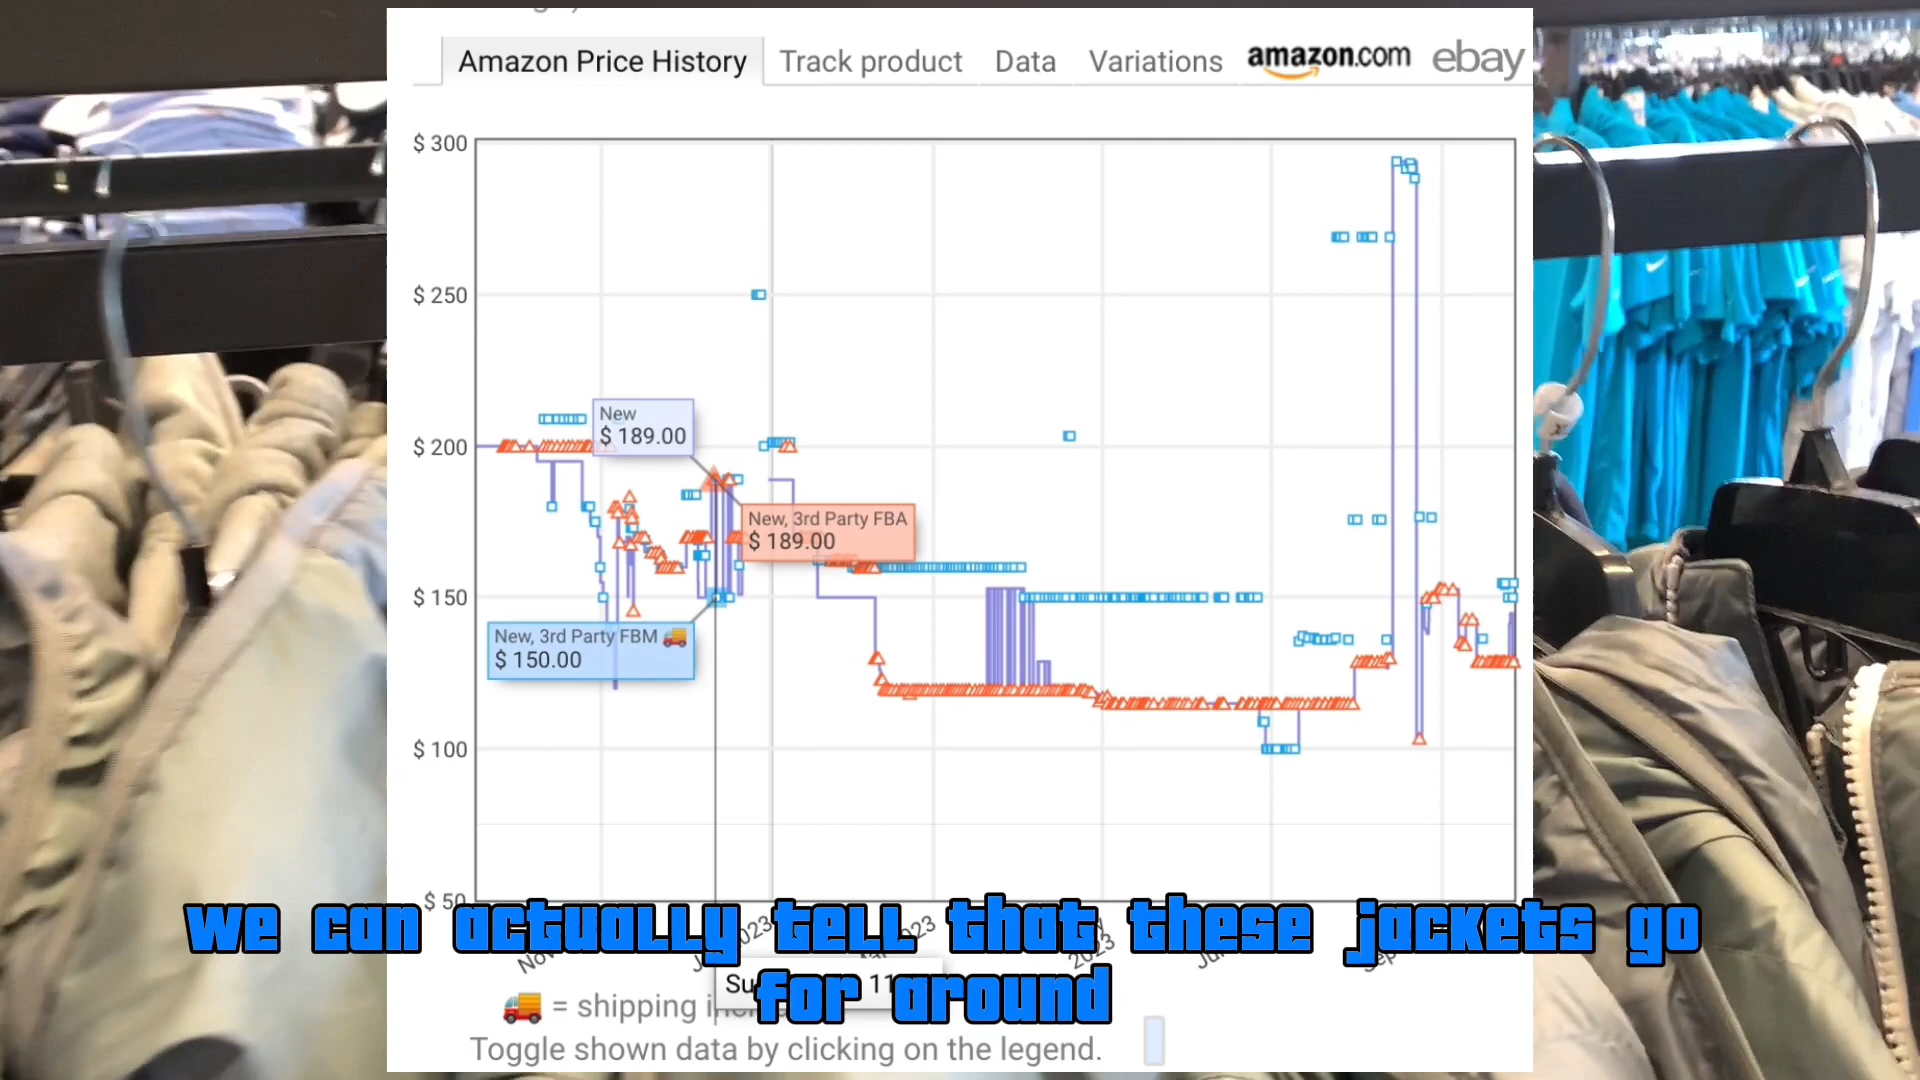 Amazon Price History Track product Data Variations amazon.com ebay
$ 300
$ 250
New
$ 189.00
$ 200
New, 3rd Party FBA
$ 189.00
$ 150
New, 3rd Party FBM
$ 150.00
$ 100
$ 50
we can actually tell that these jackets go
for around
= shipping
Toggle shown data by clicking on the legend.